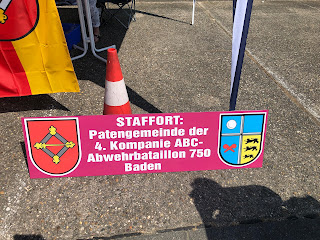 STAFFORT:
Patengemeinde der
4. Kompanie ABC-
Abwehrbataillon 750
Baden